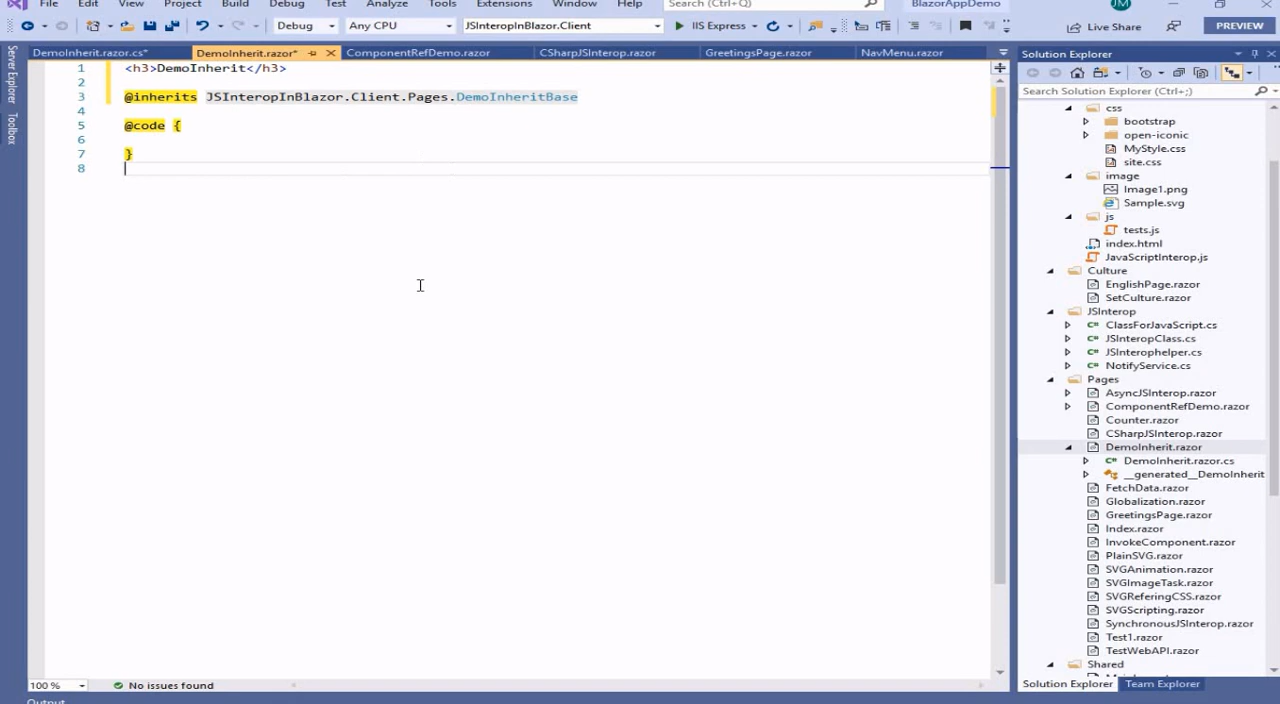 File Edit View Project Build Debug Test Analyze Tools Extensions Window Help Search (Ctrl+Q) BlazorAppDemo JM
Debug Any CPU JSInteropInBlazor.Client IIS Express Live Share PREVIEW
DemoInherit.razor.cs* DemoInherit.razor* ComponentRefDemo.razor CSharpJSInterop.razor GreetingsPage.razor NavMenu.razor
Server Explorer
Toolbox
1 <h3>DemoInherit</h3>
2
3 @inherits JSInteropInBlazor.Client.Pages.DemoInheritBase
4
5 @code {
6
7 }
8
100 % No issues found
Output
Solution Explorer
Search Solution Explorer (Ctrl+;)
css
bootstrap
open-iconic
MyStyle.css
site.css
image
Image1.png
Sample.svg
js
tests.js
index.html
JavaScriptInterop.js
Culture
EnglishPage.razor
SetCulture.razor
JSInterop
ClassForJavaScript.cs
JSInteropClass.cs
JSInterophelper.cs
NotifyService.cs
Pages
AsyncJSInterop.razor
ComponentRefDemo.razor
Counter.razor
CSharpJSInterop.razor
DemoInherit.razor
DemoInherit.razor.cs
__generated__DemoInherit
FetchData.razor
Globalization.razor
GreetingsPage.razor
Index.razor
InvokeComponent.razor
PlainSVG.razor
SVGAnimation.razor
SVGImageTask.razor
SVGReferingCSS.razor
SVGScripting.razor
SynchronousJSInterop.razor
Test1.razor
TestWebAPI.razor
Shared
Solution Explorer Team Explorer